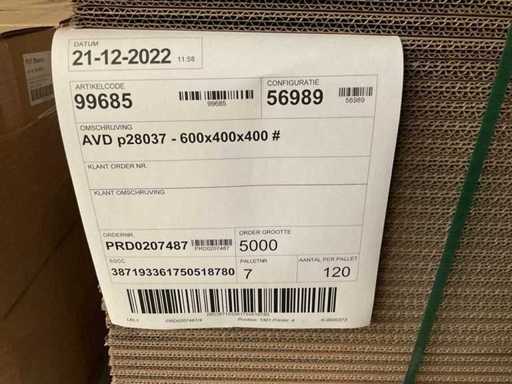 DATUM
21-12-2022 11:58
ARTIKELCODE
99685
99685
CONFIGURATIE
56989
56989
OMSCHRIJVING
AVD p28037 - 600x400x400 #
KLANT ORDER NR.
KLANT OMSCHRIJVING
ORDERNR.
PRD0207487
PRD0207487
ORDER GROOTTE
5000
SSCC
387193361750518780
PALLETNR
7
AANTAL PER PALLET
120